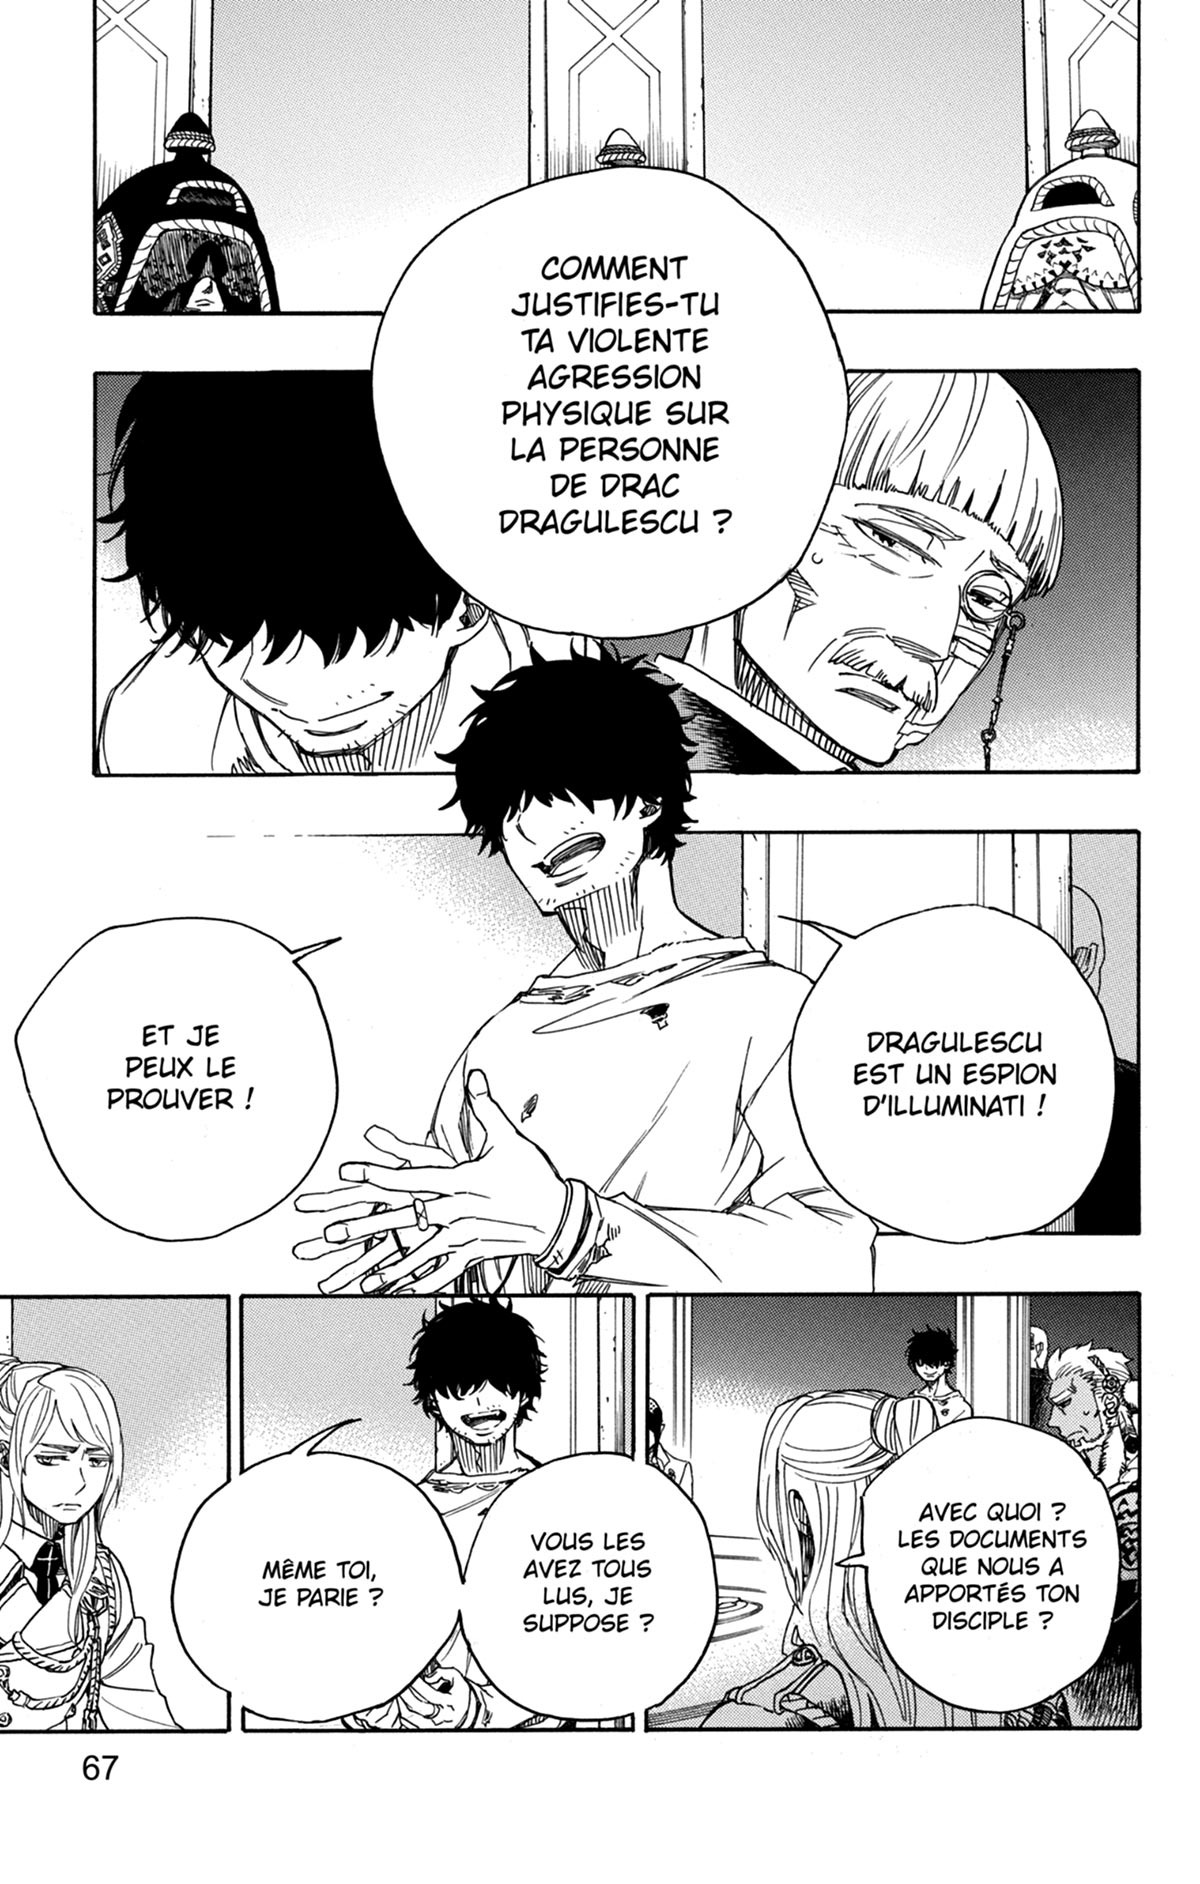 COMMENT
JUSTIFIES-TU
TA VIOLENTE
AGRESSION
PHYSIQUE SUR
LA PERSONNE
DE DRAC
DRAGULESCU ?
DRAGULESCU
EST UN ESPION
D'ILLUMINATI !
ET JE
PEUX LE
PROUVER !
AVEC QUOI ?
LES DOCUMENTS
QUE NOUS A
APPORTÉS TON
DISCIPLE ?
VOUS LES
AVEZ TOUS
LUS, JE
SUPPOSE ?
MÊME TOI,
JE PARIE ?
67